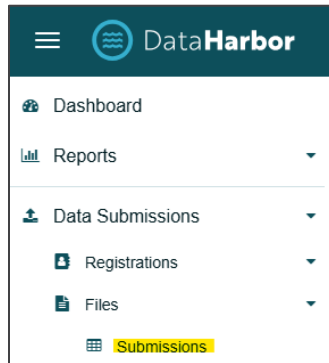 DataHarbor
Dashboard
Reports
Data Submissions
Registrations
Files
Submissions